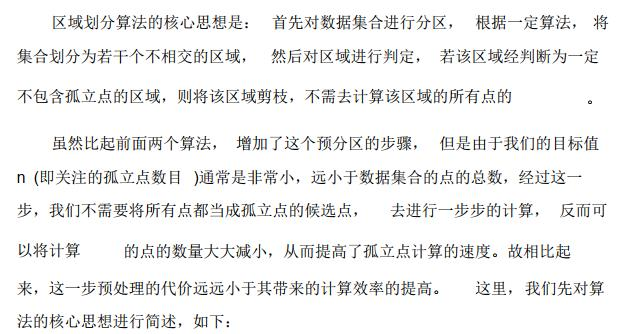 区域划分算法的核心思想是： 首先对数据集合进行分区， 根据一定算法， 将
集合划分为若干个不相交的区域， 然后对区域进行判定， 若该区域经判断为一定
不包含孤立点的区域，则将该区域剪枝，不需去计算该区域的所有点的 。
虽然比起前面两个算法， 增加了这个预分区的步骤， 但是由于我们的目标值
n (即关注的孤立点数目 )通常是非常小，远小于数据集合的点的总数，经过这一
步，我们不需要将所有点都当成孤立点的候选点， 去进行一步步的计算， 反而可
以将计算 的点的数量大大减小，从而提高了孤立点计算的速度。故相比起
来，这一步预处理的代价远远小于其带来的计算效率的提高。 这里，我们先对算
法的核心思想进行简述，如下：